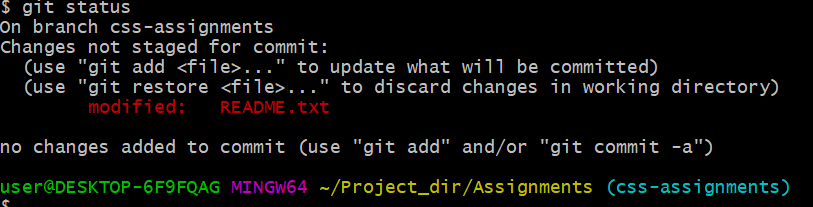 $ git status
On branch css-assignments
Changes not staged for commit:
  (use "git add <file>..." to update what will be committed)
  (use "git restore <file>..." to discard changes in working directory)
        modified:   README.txt

no changes added to commit (use "git add" and/or "git commit -a")

user@DESKTOP-6F9FQAG MINGW64 ~/Project_dir/Assignments (css-assignments)
$